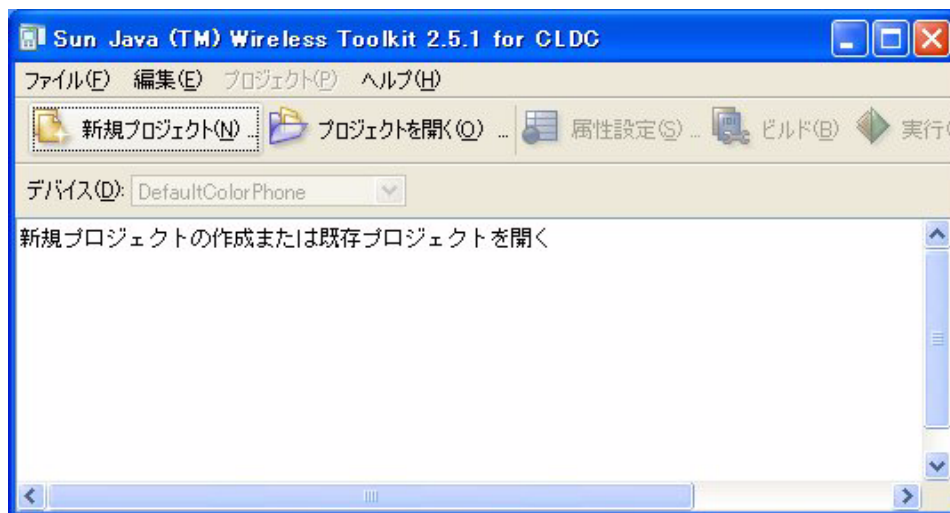 Sun Java (TM) Wireless Toolkit 2.5.1 for CLDC
ファイル(F) 編集(E) プロジェクト(P) ヘルプ(H)
新規プロジェクト(N) ... プロジェクトを開く(O) ... 属性設定(S) ... ビルド(B) 実行(
デバイス(D): DefaultColorPhone
新規プロジェクトの作成または既存プロジェクトを開く